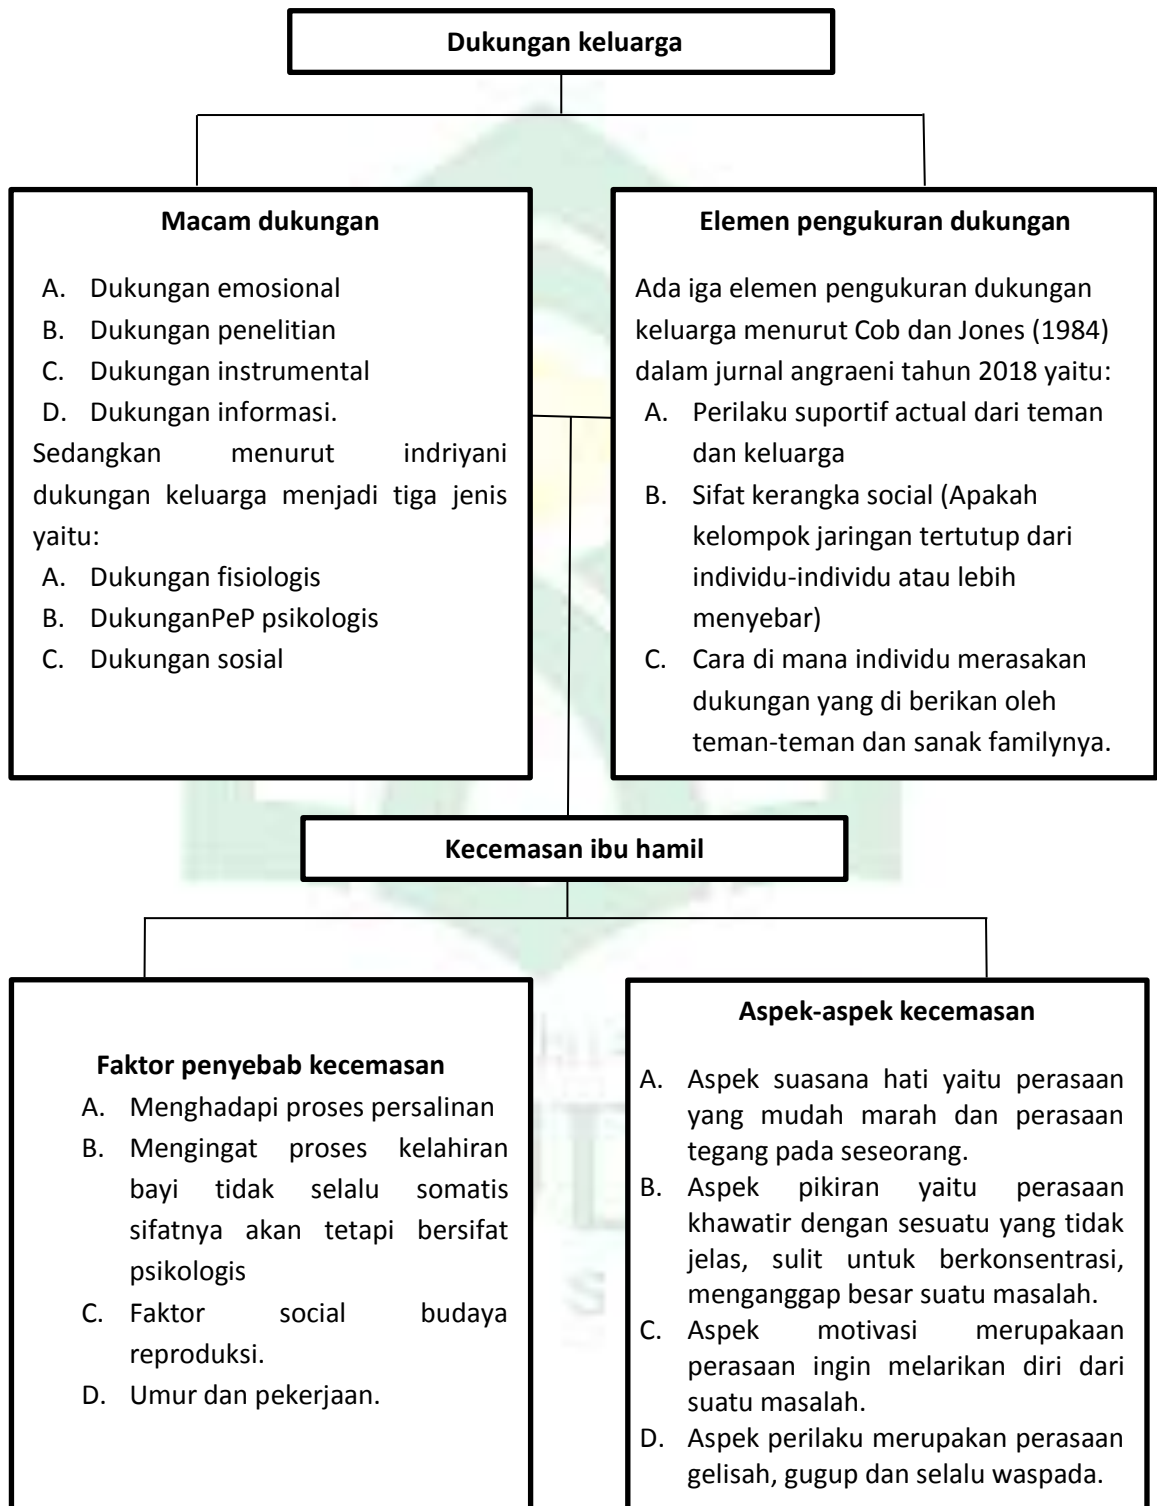 Dukungan keluarga
Macam dukungan
A. Dukungan emosional
B. Dukungan penelitian
C. Dukungan instrumental
D. Dukungan informasi.
Sedangkan menurut indriyani
dukungan keluarga menjadi tiga jenis
yaitu:
A. Dukungan fisiologis
B. DukunganPeP psikologis
C. Dukungan sosial
Elemen pengukuran dukungan
Ada iga elemen pengukuran dukungan
keluarga menurut Cob dan Jones (1984)
dalam jurnal angraeni tahun 2018 yaitu:
A. Perilaku suportif actual dari teman
dan keluarga
B. Sifat kerangka social (Apakah
kelompok jaringan tertutup dari
individu-individu atau lebih
menyebar)
C. Cara di mana individu merasakan
dukungan yang di berikan oleh
teman-teman dan sanak familynya.
Kecemasan ibu hamil
Faktor penyebab kecemasan
A. Menghadapi proses persalinan
B. Mengingat proses kelahiran
bayi tidak selalu somatis
sifatnya akan tetapi bersifat
psikologis
C. Faktor social budaya
reproduksi.
D. Umur dan pekerjaan.
Aspek-aspek kecemasan
A. Aspek suasana hati yaitu perasaan
yang mudah marah dan perasaan
tegang pada seseorang.
B. Aspek pikiran yaitu perasaan
khawatir dengan sesuatu yang tidak
jelas, sulit untuk berkonsentrasi,
menganggap besar suatu masalah.
C. Aspek motivasi merupakaan
perasaan ingin melarikan diri dari
suatu masalah.
D. Aspek perilaku merupakan perasaan
gelisah, gugup dan selalu waspada.